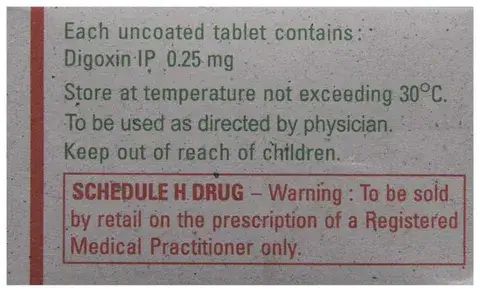 Each uncoated tablet contains :
Digoxin IP 0.25 mg
Store at temperature not exceeding 30°C.
To be used as directed by physician.
Keep out of reach of children.
SCHEDULE H DRUG – Warning : To be sold
by retail on the prescription of a Registered
Medical Practitioner only.